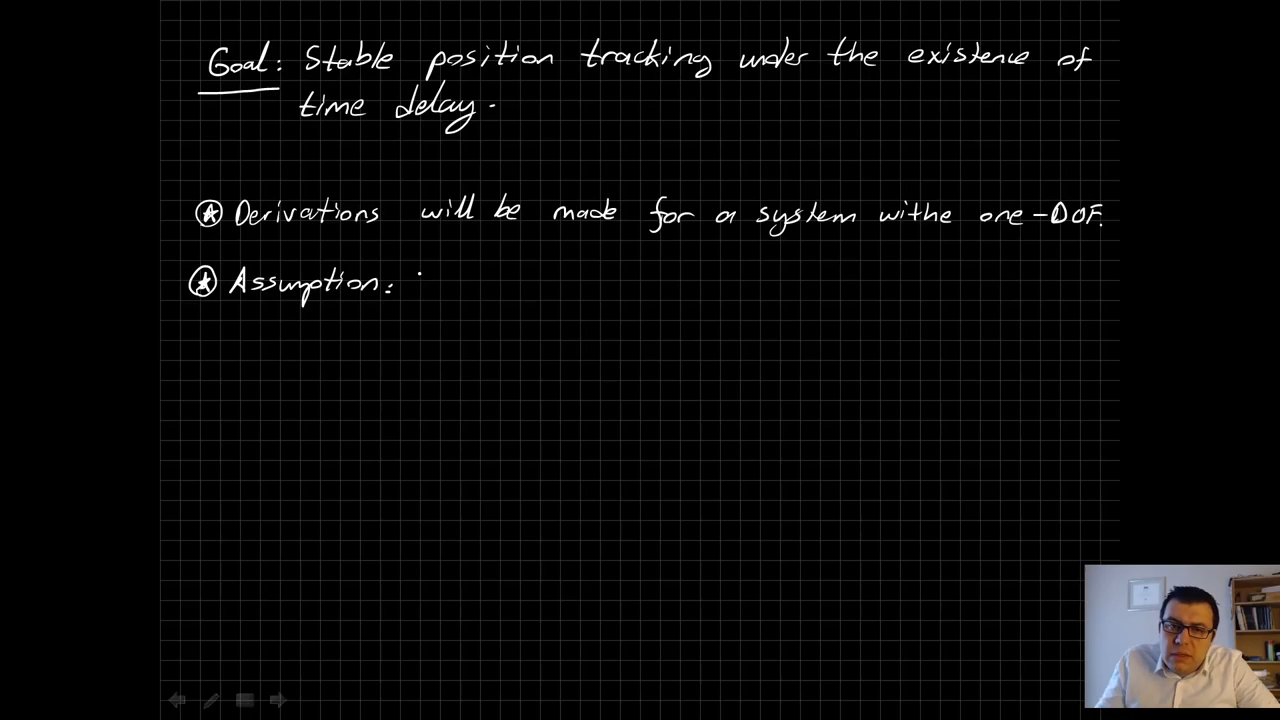 Goal: Stable position tracking under the existence of
time delay.
⍟ Derivations will be made for a system withe one-DOF.
⍟ Assumption: